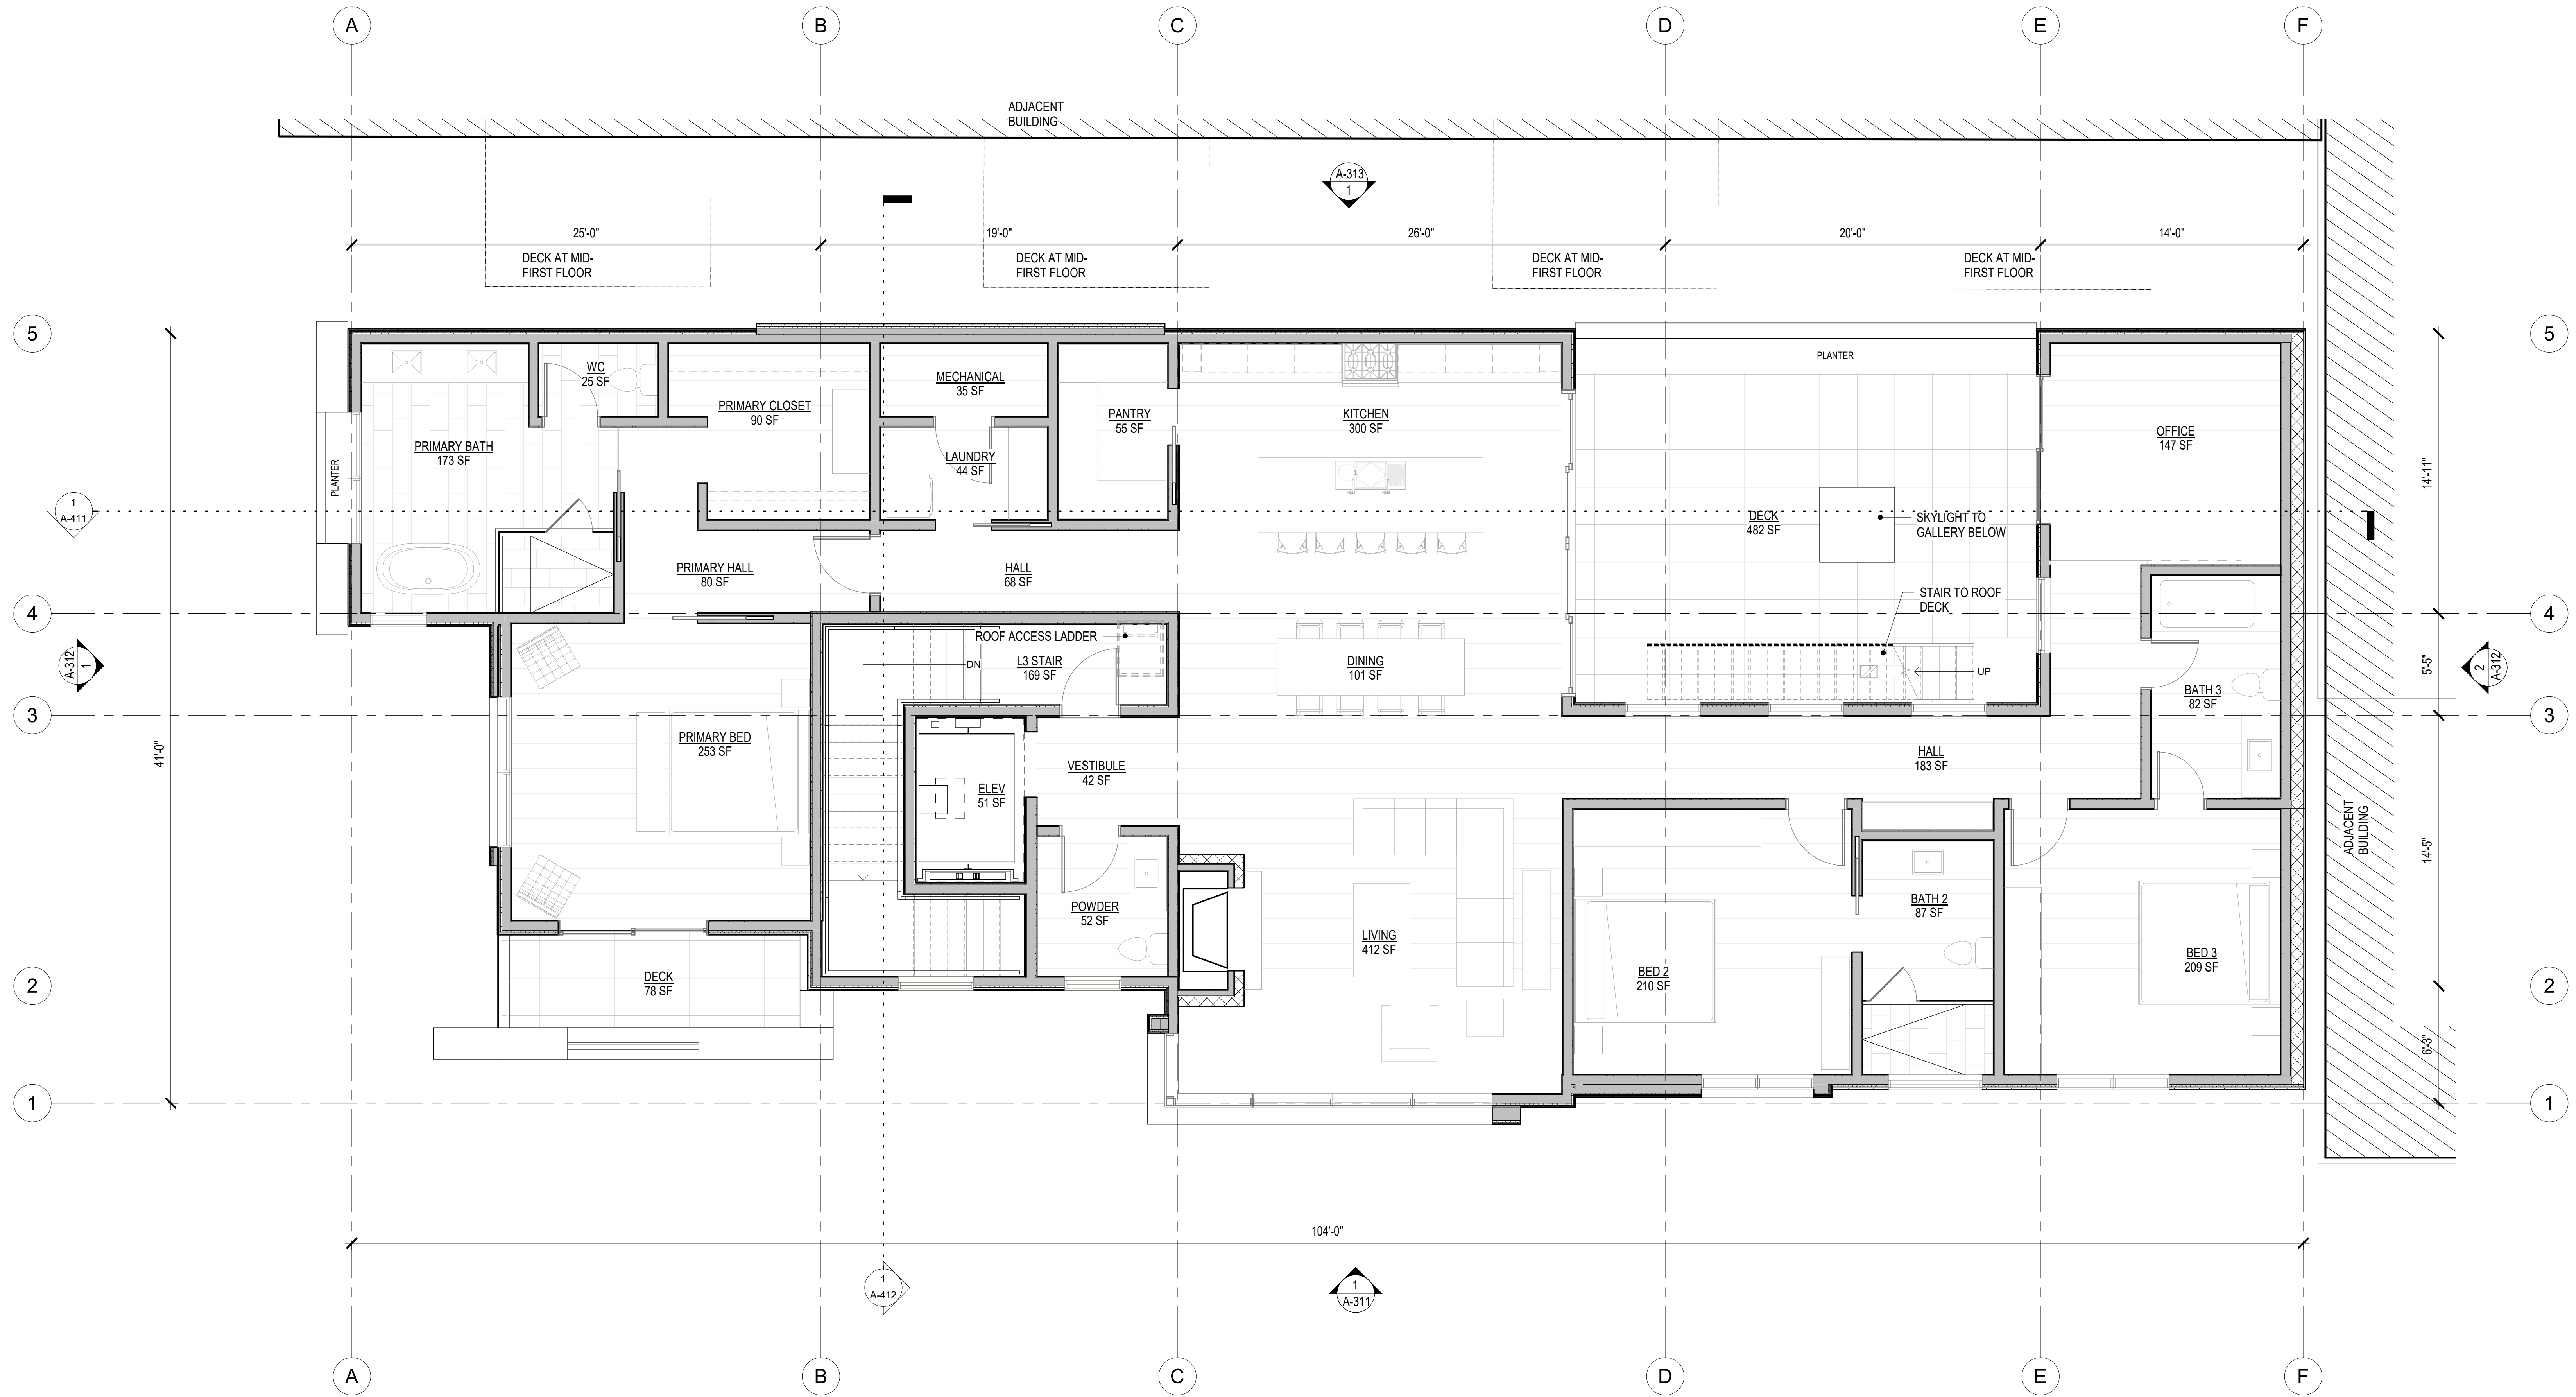 A
B
C
D
E
F
ADJACENT
BUILDING
A-313
1
25'-0"
19'-0"
26'-0"
20'-0"
14'-0"
DECK AT MID-
FIRST FLOOR
DECK AT MID-
FIRST FLOOR
DECK AT MID-
FIRST FLOOR
DECK AT MID-
FIRST FLOOR
5
5
PLANTER
WC
25 SF
MECHANICAL
35 SF
PRIMARY CLOSET
90 SF
PANTRY
55 SF
KITCHEN
300 SF
OFFICE
147 SF
PRIMARY BATH
173 SF
LAUNDRY
44 SF
PLANTER
14'-11"
1
A-411
DECK
482 SF
SKYLIGHT TO
GALLERY BELOW
PRIMARY HALL
80 SF
HALL
68 SF
STAIR TO ROOF
DECK
4
4
ROOF ACCESS LADDER
L3 STAIR
169 SF
DN
DINING
101 SF
UP
A-312
1
5'-5"
2
A-312
BATH 3
82 SF
3
3
41'-0"
PRIMARY BED
253 SF
VESTIBULE
42 SF
HALL
183 SF
ELEV
51 SF
ADJACENT
BUILDING
14'-5"
POWDER
52 SF
BATH 2
87 SF
LIVING
412 SF
BED 3
209 SF
DECK
78 SF
BED 2
210 SF
2
2
6'-3"
1
1
104'-0"
1
A-412
1
A-311
A
B
C
D
E
F